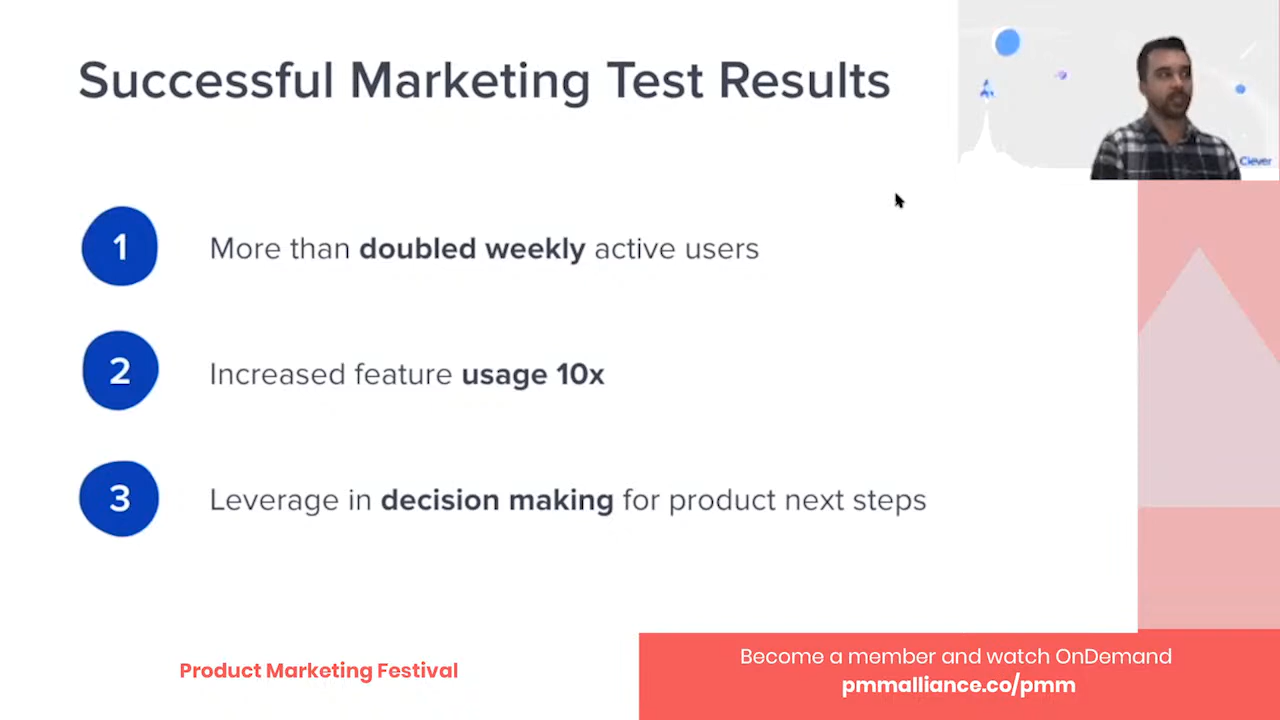 Successful Marketing Test Results
Clever
1
More than doubled weekly active users
2
Increased feature usage 10x
3
Leverage in decision making for product next steps
Product Marketing Festival
Become a member and watch OnDemand
pmmalliance.co/pmm